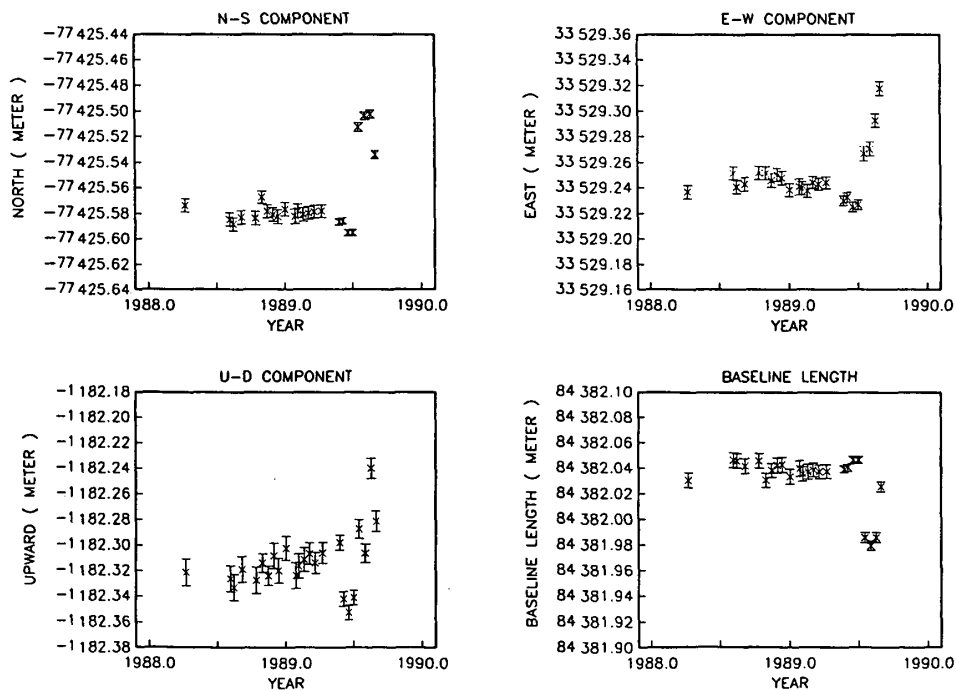 N-S COMPONENT
NORTH ( METER )
-77 425.44
-77 425.46
-77 425.48
-77 425.50
-77 425.52
-77 425.54
-77 425.56
-77 425.58
-77 425.60
-77 425.62
-77 425.64
1988.0 1989.0 1990.0
YEAR
E-W COMPONENT
EAST ( METER )
33 529.36
33 529.34
33 529.32
33 529.30
33 529.28
33 529.26
33 529.24
33 529.22
33 529.20
33 529.18
33 529.16
1988.0 1989.0 1990.0
YEAR
U-D COMPONENT
UPWARD ( METER )
-1 182.18
-1 182.20
-1 182.22
-1 182.24
-1 182.26
-1 182.28
-1 182.30
-1 182.32
-1 182.34
-1 182.36
-1 182.38
1988.0 1989.0 1990.0
YEAR
BASELINE LENGTH
BASELINE LENGTH ( METER )
84 382.10
84 382.08
84 382.06
84 382.04
84 382.02
84 382.00
84 381.98
84 381.96
84 381.94
84 381.92
84 381.90
1988.0 1989.0 1990.0
YEAR